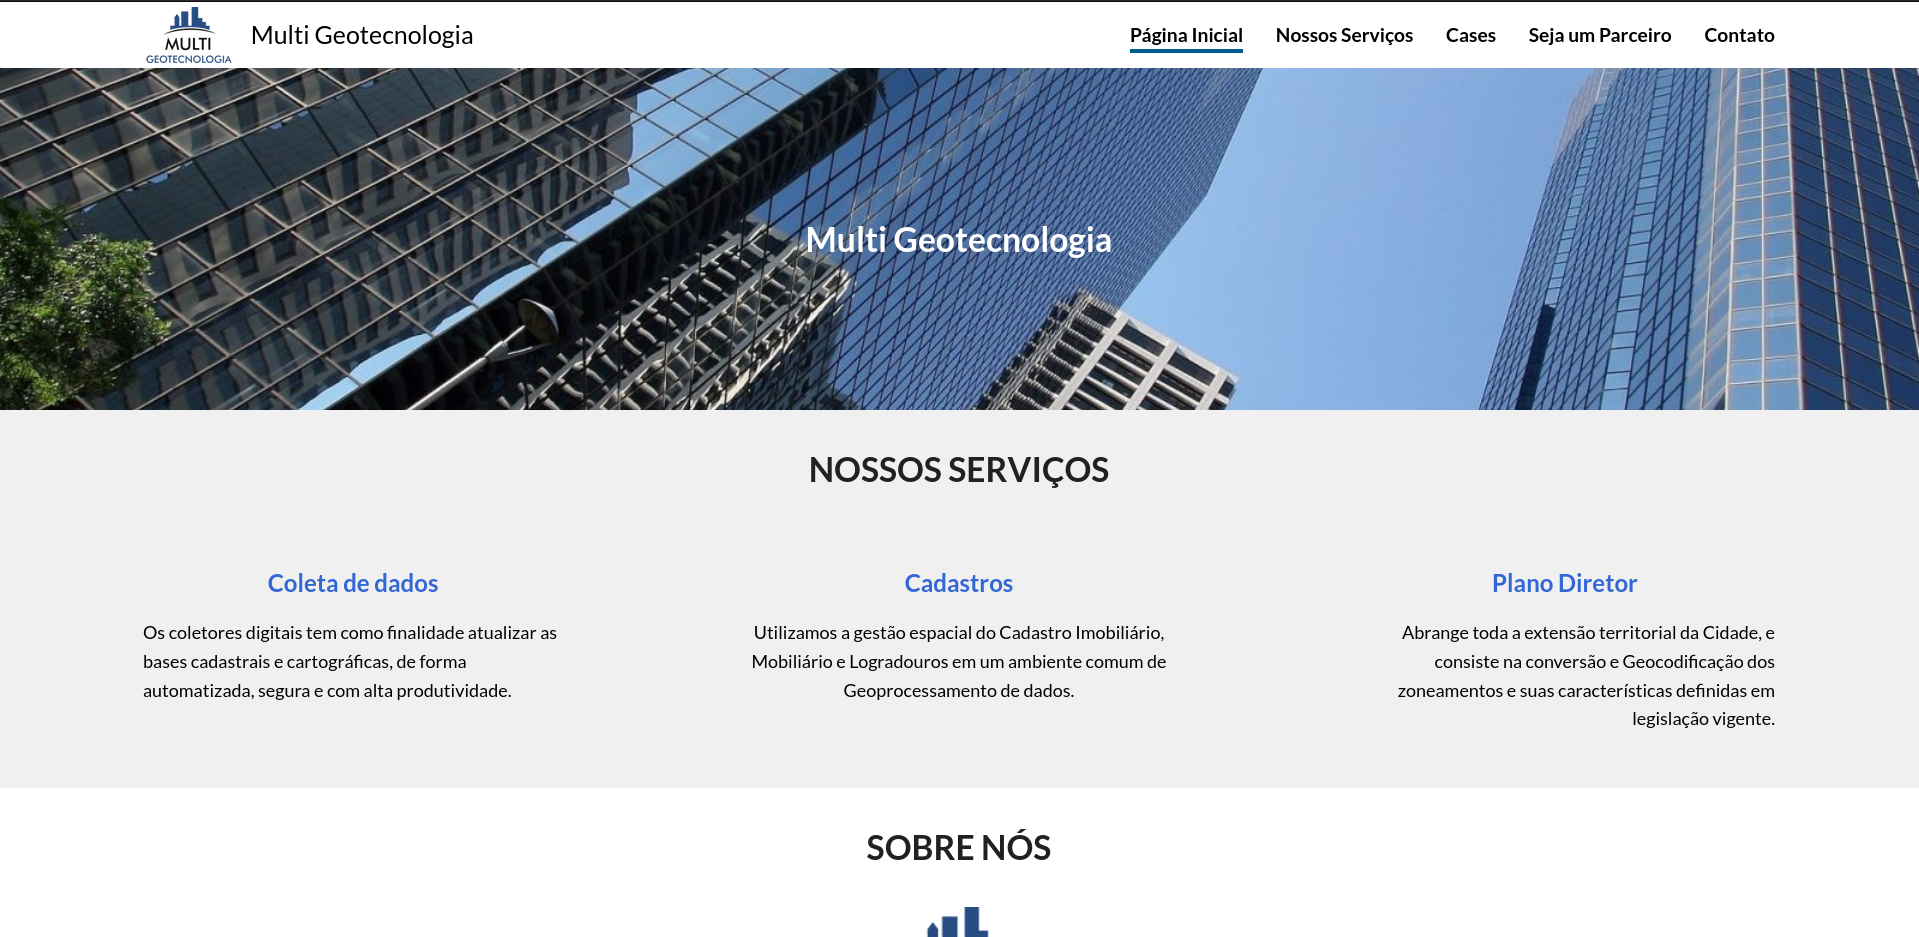 MULTI
GEOTECNOLOGIA
Multi Geotecnologia
Página Inicial
Nossos Serviços
Cases
Seja um Parceiro
Contato
Multi Geotecnologia
NOSSOS SERVIÇOS
Coleta de dados
Os coletores digitais tem como finalidade atualizar as
bases cadastrais e cartográficas, de forma
automatizada, segura e com alta produtividade.
Cadastros
Utilizamos a gestão espacial do Cadastro Imobiliário,
Mobiliário e Logradouros em um ambiente comum de
Geoprocessamento de dados.
Plano Diretor
Abrange toda a extensão territorial da Cidade, e
consiste na conversão e Geocodificação dos
zoneamentos e suas características definidas em
legislação vigente.
SOBRE NÓS